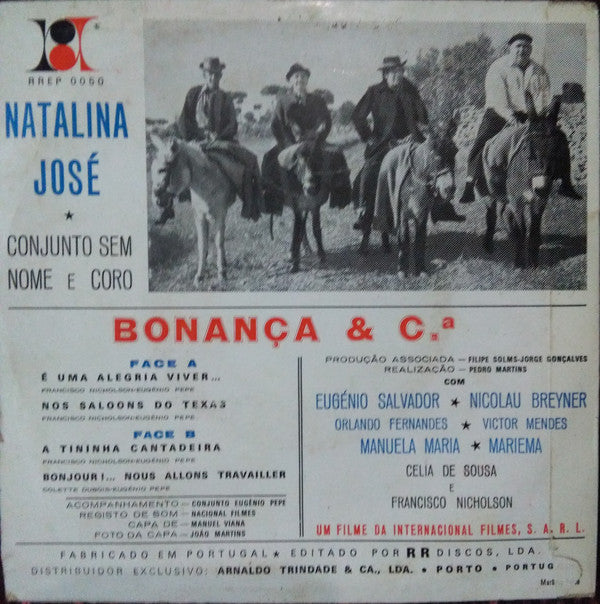 RREP 0060
NATALINA
JOSÉ
★
CONJUNTO SEM
NOME E CORO
BONANÇA & C.ª
FACE A
É UMA ALEGRIA VIVER...
FRANCISCO NICHOLSON-EUGÉNIO PEPE
NOS SALOONS DO TEXAS
FRANCISCO NICHOLSON-EUGÉNIO PEPE
FACE B
A TININHA CANTADEIRA
FRANCISCO NICHOLSON-EUGÉNIO PEPE
BONJOUR!... NOUS ALLONS TRAVAILLER
COLETTE DUBOIS-EUGÉNIO PEPE
ACOMPANHAMENTO — CONJUNTO EUGÉNIO PEPE
REGISTO DE SOM — NACIONAL FILMES
CAPA DE — MANUEL VIANA
FOTO DA CAPA — JOÃO MARTINS
PRODUÇÃO ASSOCIADA — FILIPE SOLMS-JORGE GONÇALVES
REALIZAÇÃO — PEDRO MARTINS
COM
EUGÉNIO SALVADOR ★ NICOLAU BREYNER
ORLANDO FERNANDES ★ VICTOR MENDES
MANUELA MARIA ★ MARIEMA
CELIA DE SOUSA
E
FRANCISCO NICHOLSON
UM FILME DA INTERNACIONAL FILMES, S. A. R. L.
FABRICADO EM PORTUGAL ★ EDITADO POR RR DISCOS, LDA.
DISTRIBUIDOR EXCLUSIVO: ARNALDO TRINDADE & CA., LDA. • PORTO • PORTUG